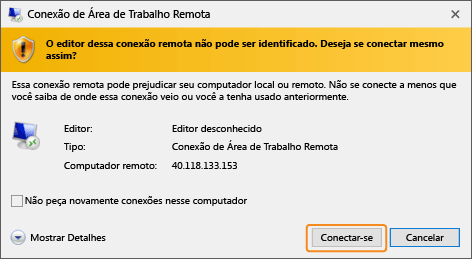 Conexão de Área de Trabalho Remota
O editor dessa conexão remota não pode ser identificado. Deseja se conectar mesmo
assim?
Essa conexão remota pode prejudicar seu computador local ou remoto. Não se conecte a menos que
você saiba de onde essa conexão veio ou você a tenha usado anteriormente.
Editor: Editor desconhecido
Tipo: Conexão de Área de Trabalho Remota
Computador remoto: 40.118.133.153
Não peça novamente conexões nesse computador
Mostrar Detalhes Conectar-se Cancelar